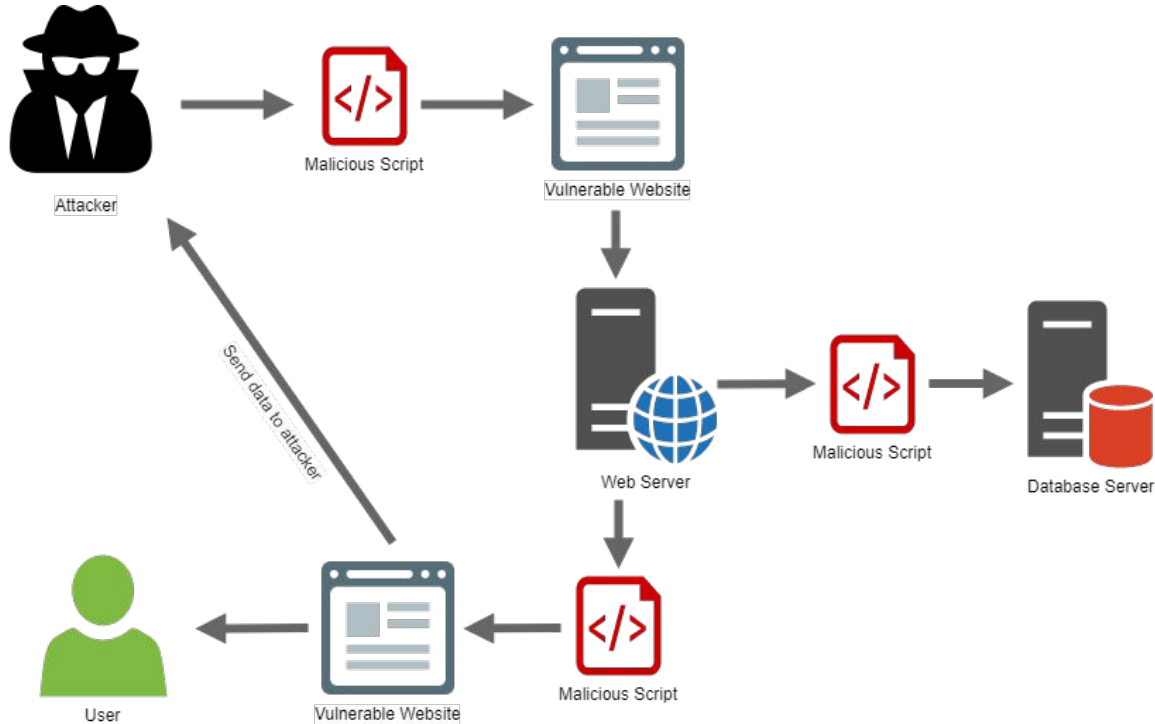 Malicious Script
Vulnerable Website
Attacker
Send data to attacker
Malicious Script
Web Server
Database Server
Malicious Script
User
Vulnerable Website